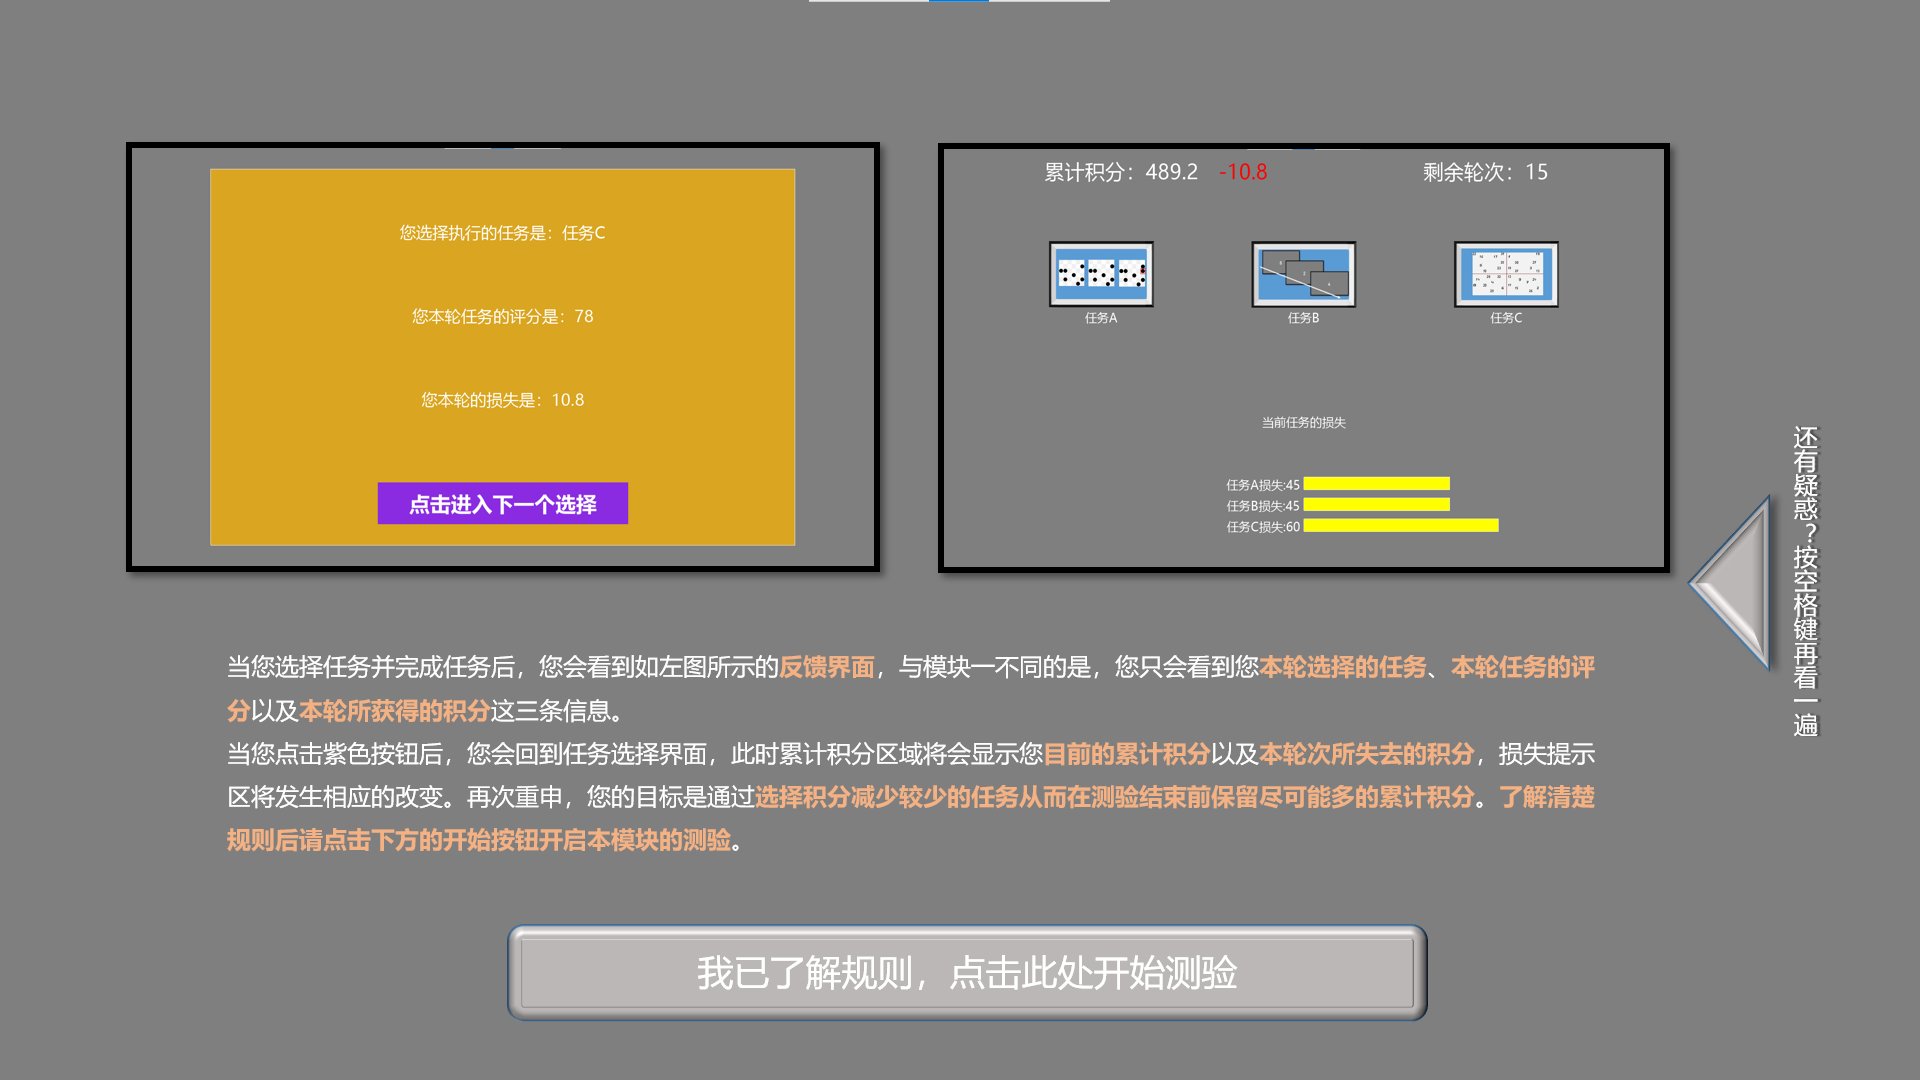 您选择执行的任务是：任务C
您本轮任务的评分是：78
您本轮的损失是：10.8
点击进入下一个选择
累计积分：489.2 -10.8
剩余轮次：15
任务A
任务B
任务C
当前任务的损失
任务A损失:45
任务B损失:45
任务C损失:60
当您选择任务并完成任务后，您会看到如左图所示的反馈界面，与模块一不同的是，您只会看到您本轮选择的任务、本轮任务的评
分以及本轮所获得的积分这三条信息。
当您点击紫色按钮后，您会回到任务选择界面，此时累计积分区域将会显示您目前的累计积分以及本轮次所失去的积分，损失提示
区将发生相应的改变。再次重申，您的目标是通过选择积分减少较少的任务从而在测验结束前保留尽可能多的累计积分。了解清楚
规则后请点击下方的开始按钮开启本模块的测验。
还有疑惑？按空格键再看一遍
我已了解规则，点击此处开始测验